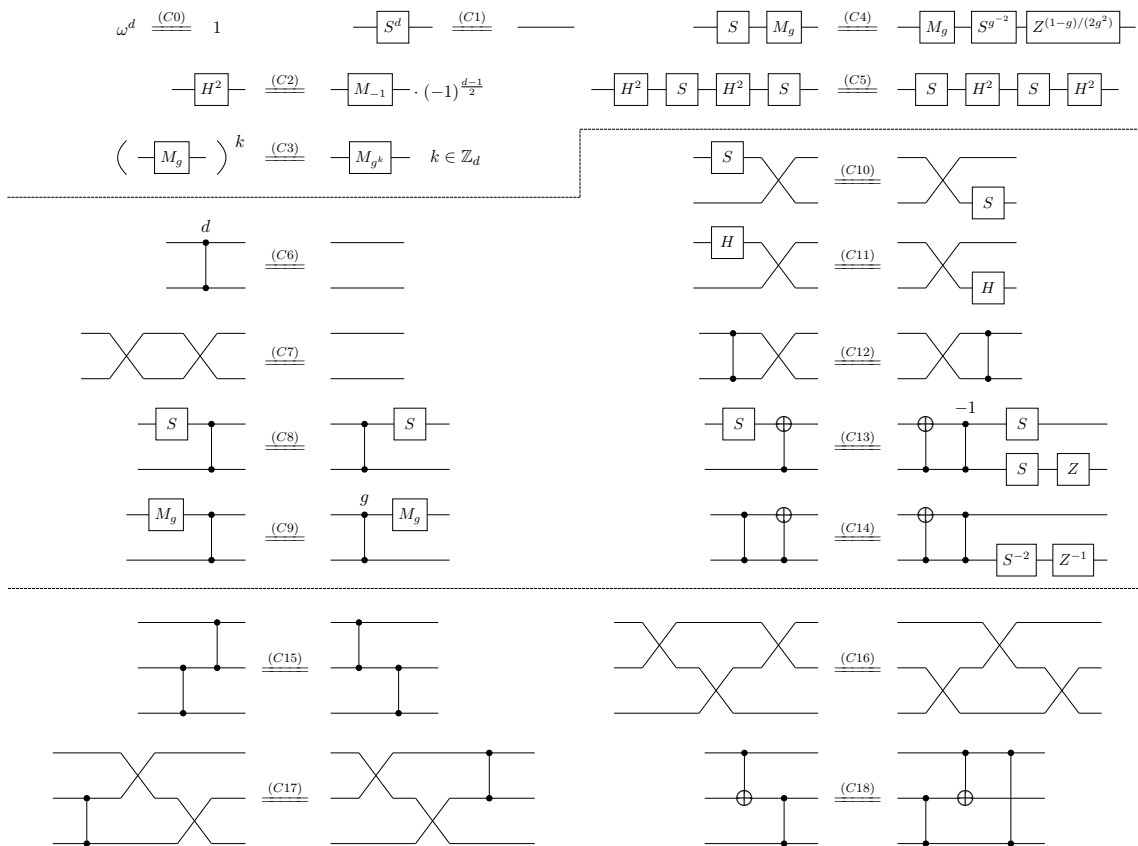 ω^d (C0) 1
S^d (C1)
S M_g (C4) M_g S^{g^{-2}} Z^{(1-g)/(2g^2)}
H^2 (C2) M_{-1} · (-1)^{\frac{d-1}{2}}
H^2 S H^2 S (C5) S H^2 S H^2
( M_g )^k (C3) M_{g^k} k ∈ ℤ_d
S (C10) S
d
(C6)
H (C11) H
(C7)
(C12)
S (C8) S
S (C13) -1 S
S Z
M_g (C9) g M_g
(C14)
S^{-2} Z^{-1}
(C15)
(C16)
(C17)
(C18)